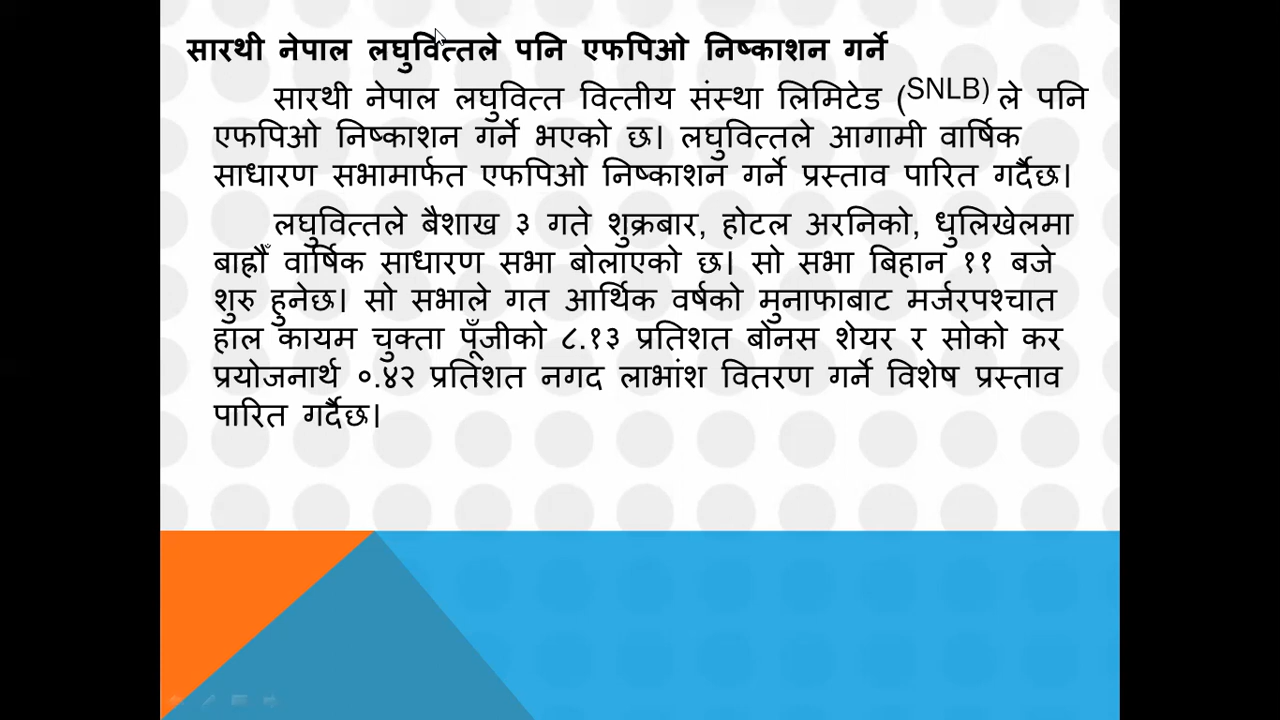 सारथी नेपाल लघुवित्तले पनि एफपिओ निष्काशन गर्ने
सारथी नेपाल लघुवित्त वित्तीय संस्था लिमिटेड (SNLB) ले पनि
एफपिओ निष्काशन गर्ने भएको छ। लघुवित्तले आगामी वार्षिक
साधारण सभामार्फत एफपिओ निष्काशन गर्ने प्रस्ताव पारित गर्दैछ।
लघुवित्तले बैशाख ३ गते शुक्रबार, होटल अरनिको, धुलिखेलमा
बाह्रौँ वार्षिक साधारण सभा बोलाएको छ। सो सभा बिहान ११ बजे
शुरु हुनेछ। सो सभाले गत आर्थिक वर्षको मुनाफाबाट मर्जरपश्चात
हाल कायम चुक्ता पूँजीको ८.१३ प्रतिशत बोनस शेयर र सोको कर
प्रयोजनार्थ ०.४२ प्रतिशत नगद लाभांश वितरण गर्ने विशेष प्रस्ताव
पारित गर्दैछ।